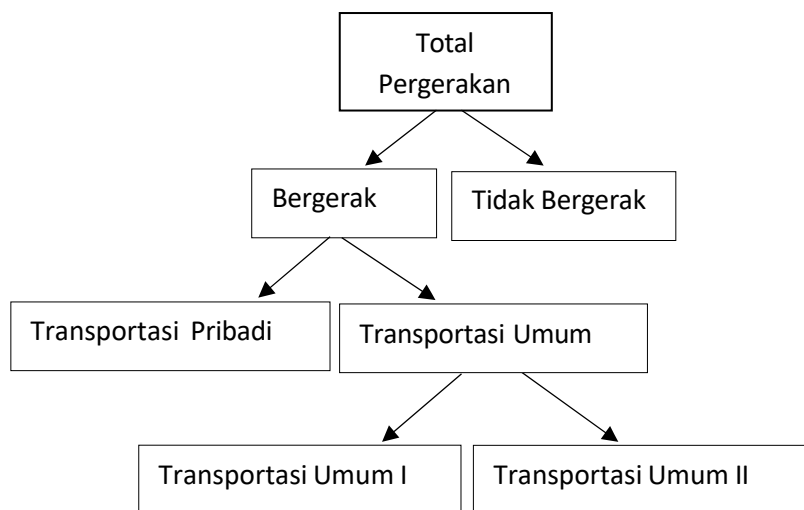 Total
Pergerakan
Bergerak
Tidak Bergerak
Transportasi Pribadi
Transportasi Umum
Transportasi Umum I
Transportasi Umum II